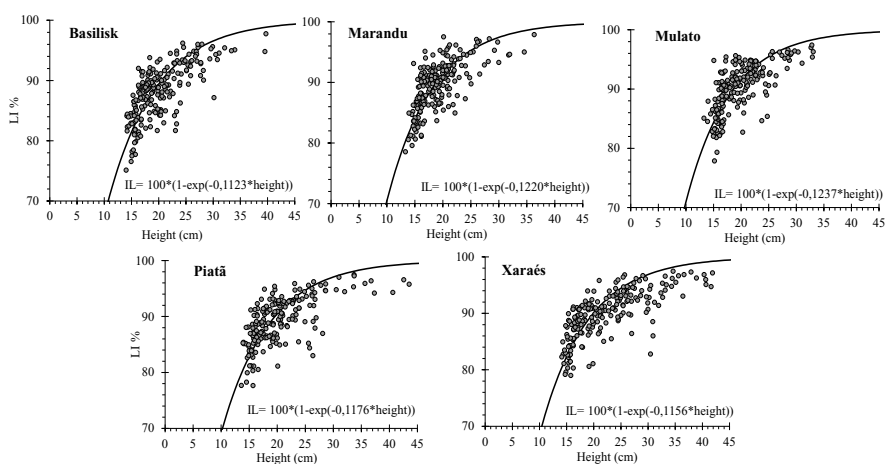 Basilisk
LI %
100
90
80
70
0 5 10 15 20 25 30 35 40 45
Height (cm)
IL= 100*(1-exp(-0,1123*height))
Marandu
100
90
80
70
0 5 10 15 20 25 30 35 40 45
Height (cm)
IL= 100*(1-exp(-0,1220*height))
Mulato
100
90
80
70
0 5 10 15 20 25 30 35 40 45
Height (cm)
IL= 100*(1-exp(-0,1237*height))
Piatã
LI %
100
90
80
70
0 5 10 15 20 25 30 35 40 45
Height (cm)
IL= 100*(1-exp(-0,1176*height))
Xaraés
100
90
80
70
0 5 10 15 20 25 30 35 40 45
Height (cm)
IL= 100*(1-exp(-0,1156*height))